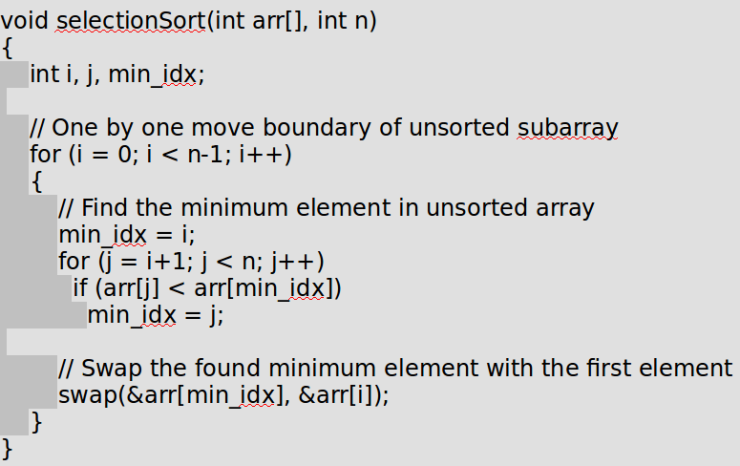 void selectionSort(int arr[], int n)
{
int i, j, min_idx;
// One by one move boundary of unsorted subarray
for (i = 0; i < n-1; i++)
{
// Find the minimum element in unsorted array
min_idx = i;
for (j = i+1; j < n; j++)
if (arr[j] < arr[min_idx])
min_idx = j;
// Swap the found minimum element with the first element
swap(&arr[min_idx], &arr[i]);
}
}